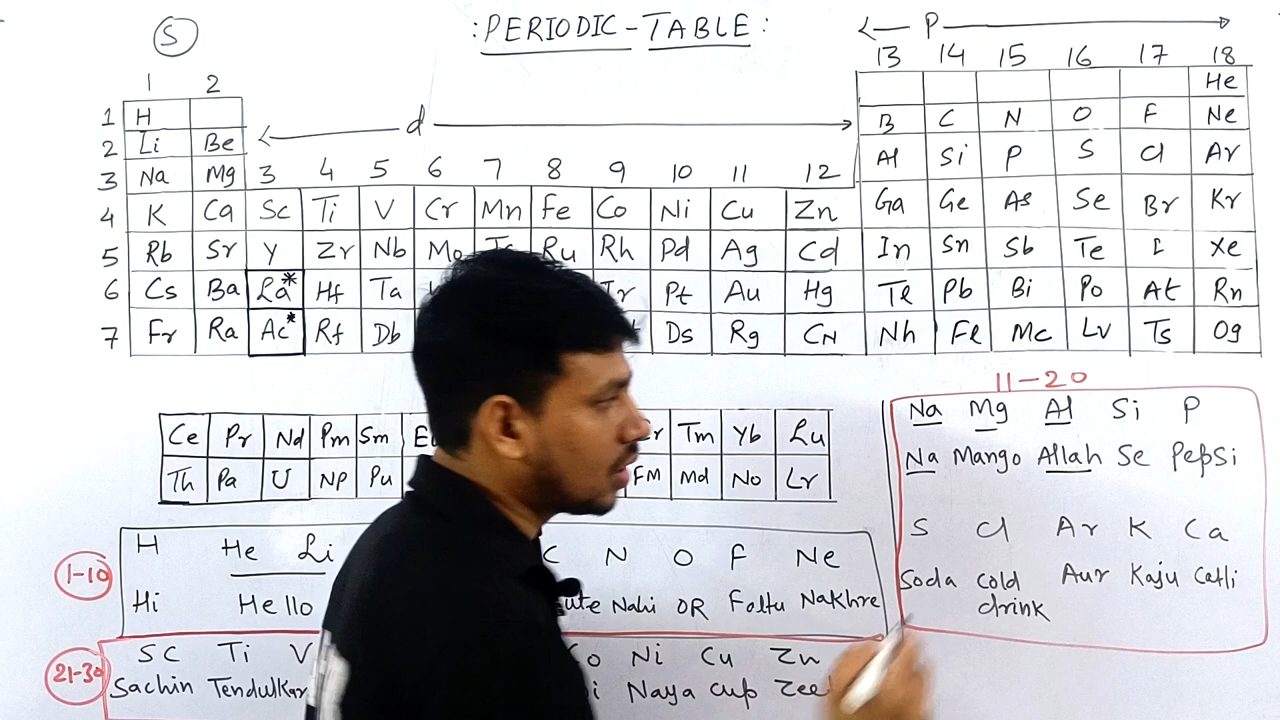 S :PERIODIC-TABLE: P
13 14 15 16 17 18
1 2 He
1 H
d B C N O F Ne
2 Li Be
3 Na Mg 3 4 5 6 7 8 9 10 11 12 Al Si P S Cl Ar
4 K Ca Sc Ti V Cr Mn Fe Co Ni Cu Zn Ga Ge As Se Br Kr
5 Rb Sr Y Zr Nb Mo Ru Rh Pd Ag Cd In Sn Sb Te I Xe
6 Cs Ba La* Hf Ta Ir Pt Au Hg Tl Pb Bi Po At Rn
7 Fr Ra Ac* Rf Db Ds Rg CN Nh Fl Mc Lv Ts Og
11-20
Na Mg Al Si P
Na Mango Allah Se Pepsi
S Cl Ar K Ca
Soda cold drink Aur Kaju Catli
Ce Pr Nd Pm Sm Tm Yb Lu
Th Pa U NP Pu FM Md No Lr
1-10
H He Li C N O F Ne
Hi Hello Nahi OR Faltu Nakhre
21-30
SC Ti V Co Ni Cu Zn
Sachin Tendulkar Naya Cup